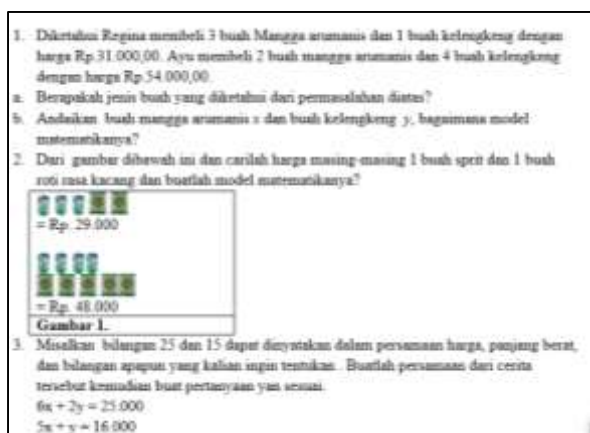 1. Diketahui Regina membeli 3 buah Mangga arumanis dan 1 buah kelengkeng dengan
harga Rp.31.000,00. Ayu membeli 2 buah mangga arumanis dan 4 buah kelengkeng
dengan harga Rp.54.000,00.
a. Berapakah jenis buah yang diketahui dari permasalahan diatas?
b. Andaikan buah mangga arumanis x dan buah kelengkeng y, bagaimana model
matematikanya?
2. Dari gambar dibawah ini dan carilah harga masing-masing 1 buah sprit dan 1 buah
roti rasa kacang dan buatlah model matematikanya?
= Rp. 29.000
= Rp. 48.000
Gambar 1.
3. Misalkan bilangan 25 dan 15 dapat dinyatakan dalam persamaan harga, panjang berat,
dan bilangan apapun yang kalian ingin tentukan.. Buatlah persamaan dari cerita
tersebut kemudian buat pertanyaan yan sesuai.
6x + 2y = 25.000
5x + y = 16.000